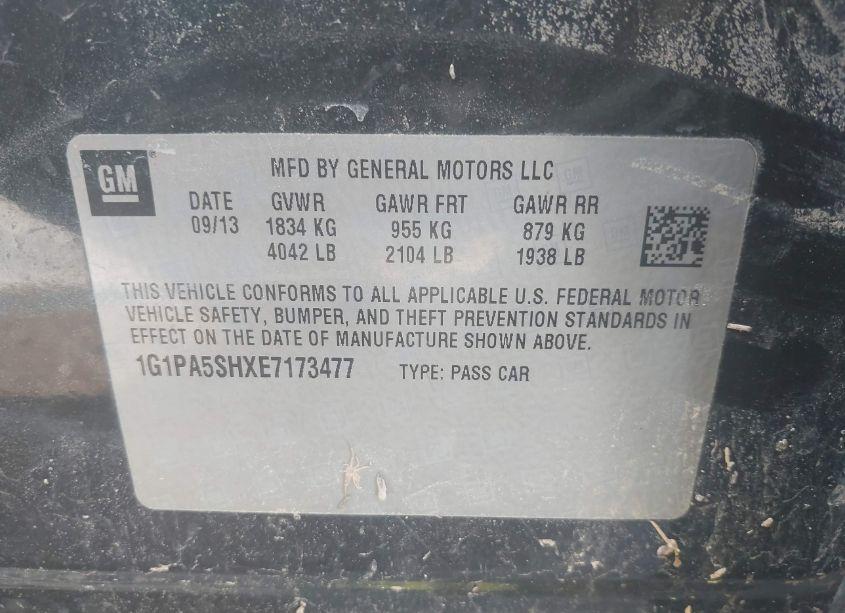 GM
MFD BY GENERAL MOTORS LLC
DATE GVWR GAWR FRT GAWR RR
09/13 1834 KG 955 KG 879 KG
4042 LB 2104 LB 1938 LB
THIS VEHICLE CONFORMS TO ALL APPLICABLE U.S. FEDERAL MOTOR
VEHICLE SAFETY, BUMPER, AND THEFT PREVENTION STANDARDS IN
EFFECT ON THE DATE OF MANUFACTURE SHOWN ABOVE.
1G1PA5SHXE7173477 TYPE: PASS CAR